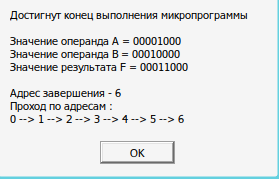 Достигнут конец выполнения микропрограммы
Значение операнда A = 00001000
Значение операнда B = 00010000
Значение результата F = 00011000
Адрес завершения - 6
Проход по адресам :
0 --> 1 --> 2 --> 3 --> 4 --> 5 --> 6
OK